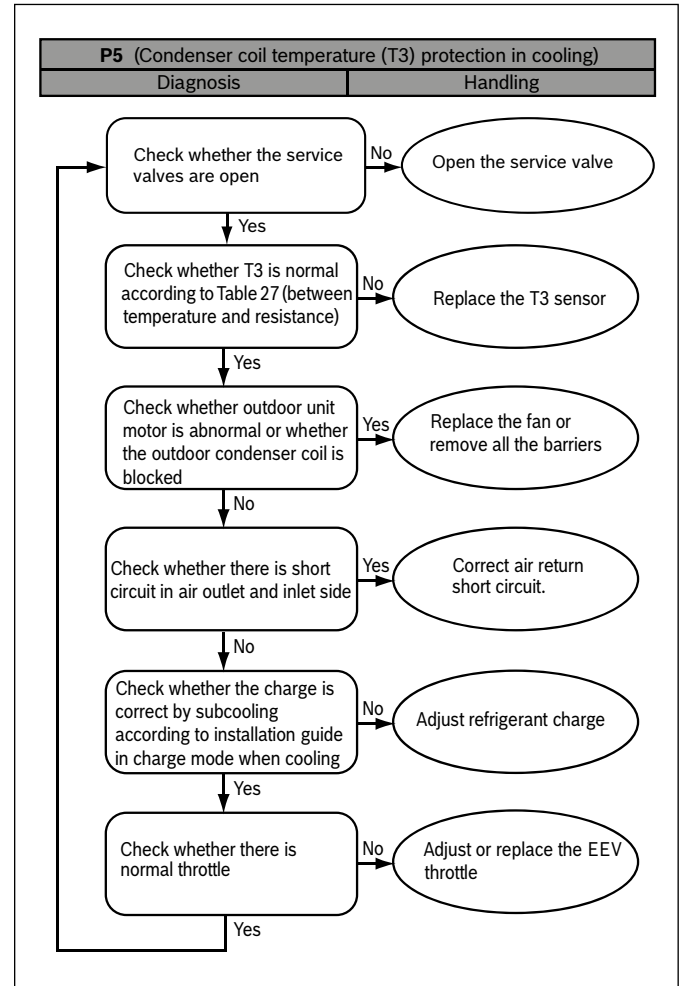 P5 (Condenser coil temperature (T3) protection in cooling)
Diagnosis
Handling
Check whether the service
valves are open
No
Open the service valve
Yes
Check whether T3 is normal
according to Table 27 (between
temperature and resistance)
No
Replace the T3 sensor
Yes
Check whether outdoor unit
motor is abnormal or whether
the outdoor condenser coil is
blocked
Yes
Replace the fan or
remove all the barriers
No
Check whether there is short
circuit in air outlet and inlet side
Yes
Correct air return
short circuit.
No
Check whether the charge is
correct by subcooling
according to installation guide
in charge mode when cooling
No
Adjust refrigerant charge
Yes
Check whether there is
normal throttle
No
Adjust or replace the EEV
throttle
Yes